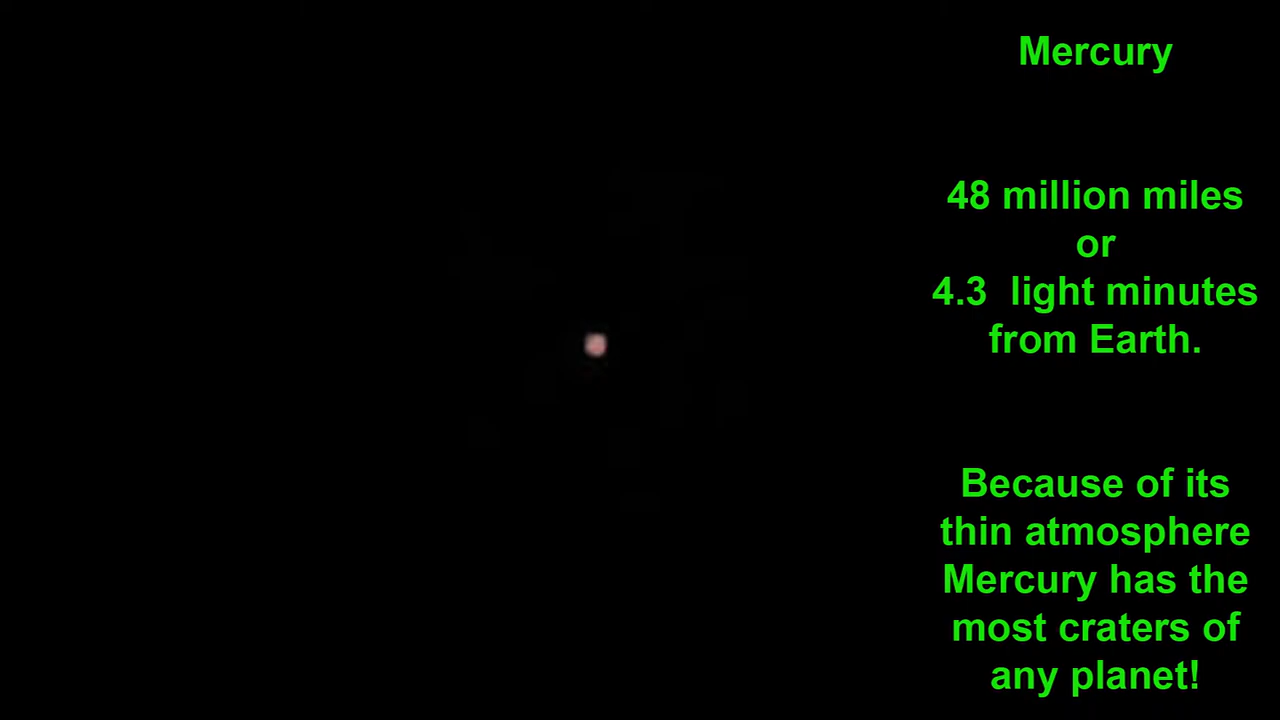 Mercury
48 million miles
or
4.3  light minutes
from Earth.
Because of its
thin atmosphere
Mercury has the
most craters of
any planet!